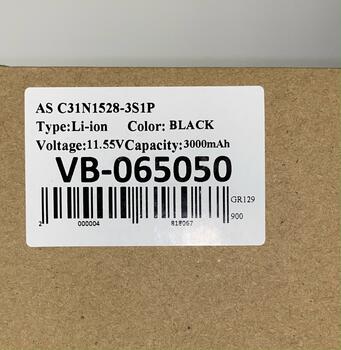 AS C31N1528-3S1P
Type:Li-ion Color: BLACK
Voltage:11.55V Capacity:3000mAh
VB-065050
GR129
2 000004 818067 900